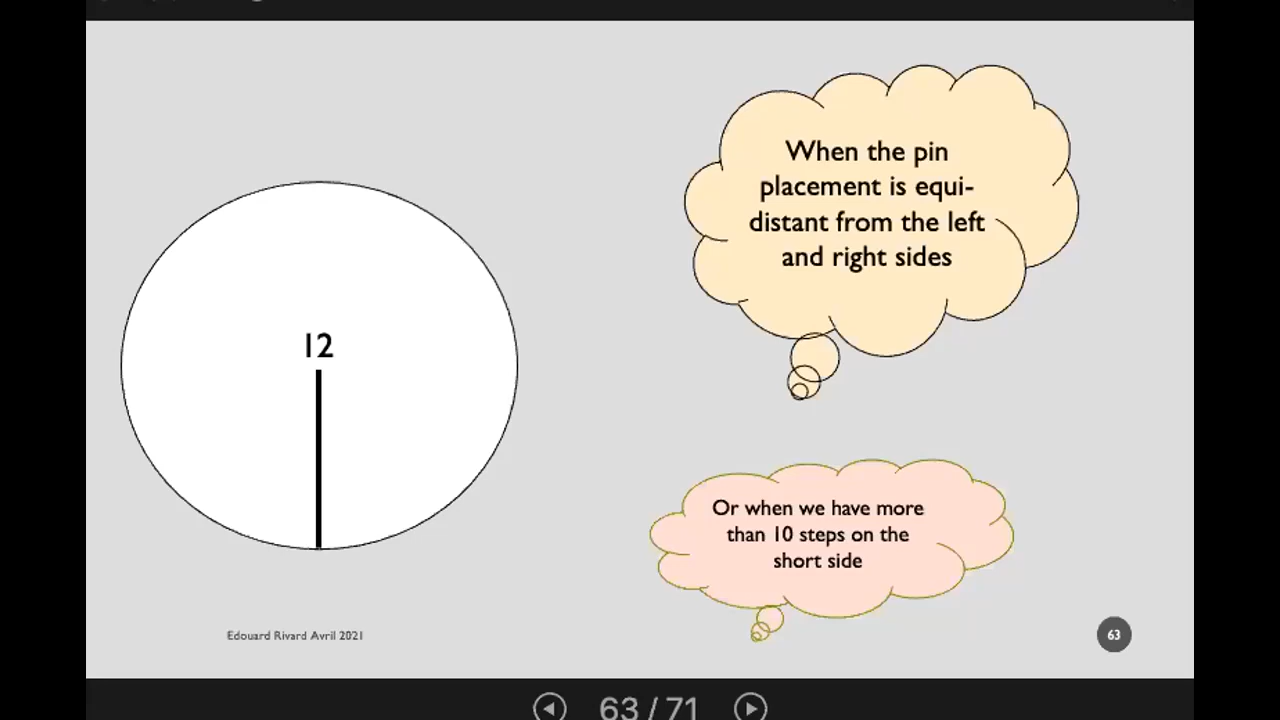 When the pin
placement is equi-
distant from the left
and right sides
12
Or when we have more
than 10 steps on the
short side
Edouard Rivard Avril 2021
63
63 / 71